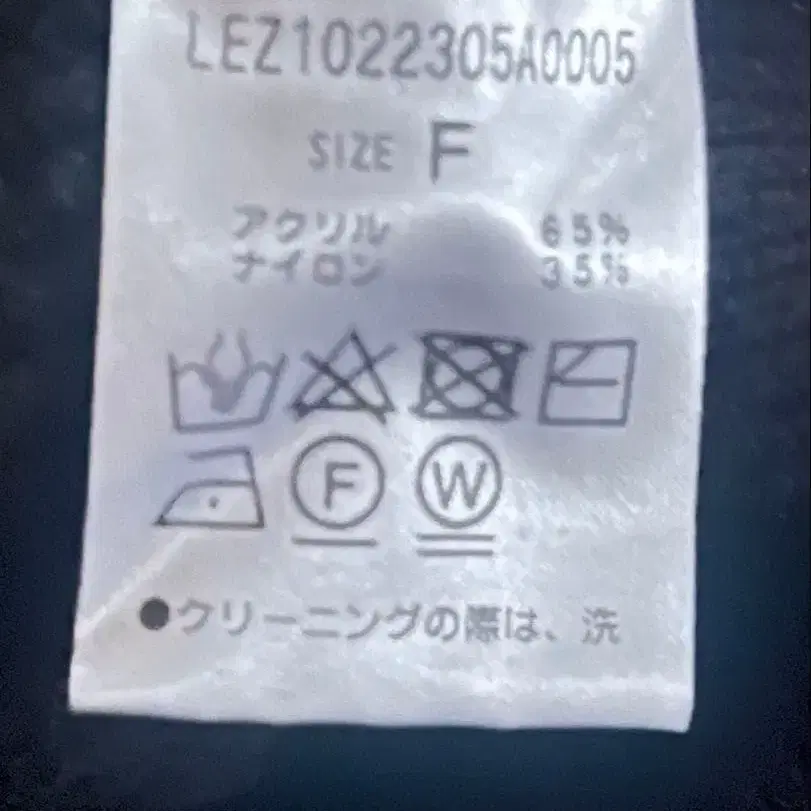 LEZ1022305A0005
SIZE F
アクリル 65%
ナイロン 35%
F W
●クリーニングの際は、洗